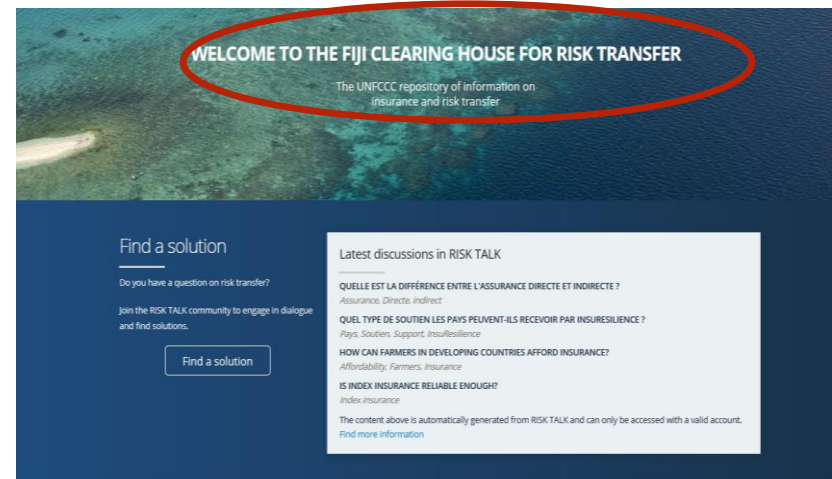 WELCOME TO THE FIJI CLEARING HOUSE FOR RISK TRANSFER
The UNFCCC repository of information on
insurance and risk transfer
Find a solution
Do you have a question on risk transfer?
Join the RISK TALK community to engage in dialogue
and find solutions.
Find a solution
Latest discussions in RISK TALK
QUELLE EST LA DIFFÉRENCE ENTRE L'ASSURANCE DIRECTE ET INDIRECTE ?
Assurance, Directe, indirect
QUEL TYPE DE SOUTIEN LES PAYS PEUVENT-ILS RECEVOIR PAR INSURESILIENCE ?
Pays, Soutien, Support, InsuResilience
HOW CAN FARMERS IN DEVELOPING COUNTRIES AFFORD INSURANCE?
Affordability, Farmers, Insurance
IS INDEX INSURANCE RELIABLE ENOUGH?
Index insurance
The content above is automatically generated from RISK TALK and can only be accessed with a valid account.
Find more information